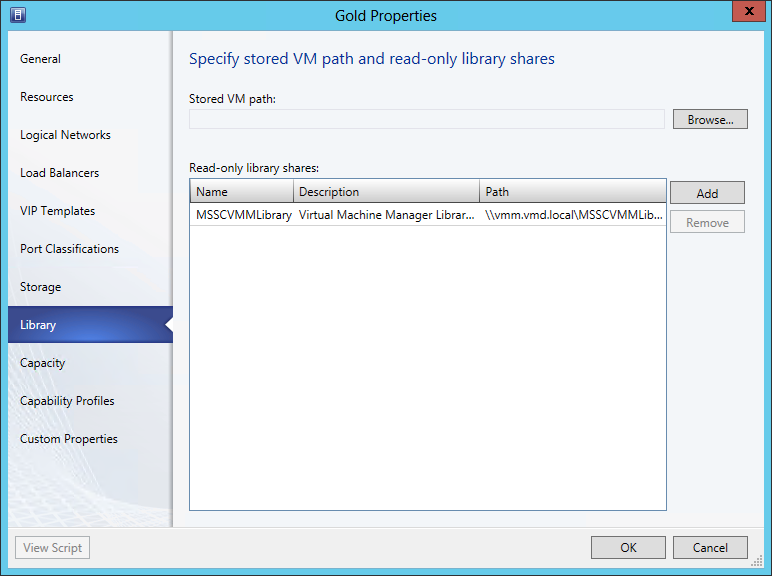 Gold Properties
x
General
Resources
Logical Networks
Load Balancers
VIP Templates
Port Classifications
Storage
Library
Capacity
Capability Profiles
Custom Properties
Specify stored VM path and read-only library shares
Stored VM path:
Browse...
Read-only library shares:
Name Description Path
MSSCVMMLibrary Virtual Machine Manager Librar... \\vmm.vmd.local\MSSCVMMLib...
Add
Remove
View Script
OK
Cancel